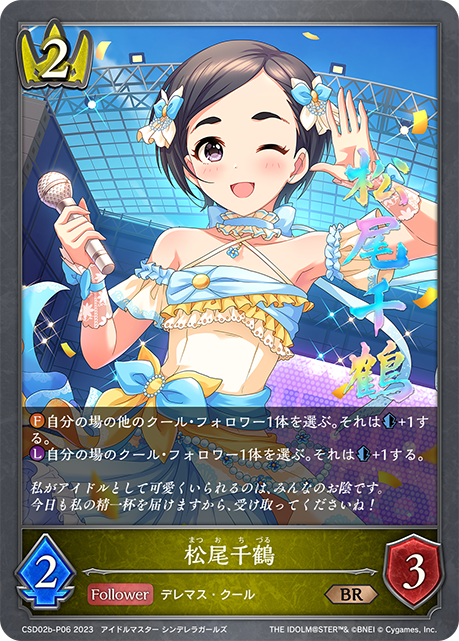 2
松尾千鶴
F自分の場の他のクール・フォロワー1体を選ぶ。それは+1す
る。
L自分の場のクール・フォロワー1体を選ぶ。それは+1する。
私がアイドルとして可愛くいられるのは、みんなのお陰です。
今日も私の精一杯を届けますから、受け取ってくださいね！
まつ お ち づる
松尾千鶴
2
Follower デレマス・クール
BR
3
CSD02b-P06 2023 アイドルマスター シンデレラガールズ
THE IDOLM@STER™& ©BNEI © Cygames, Inc.